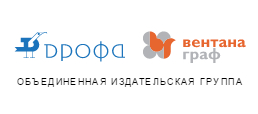 дрофа
вентана
граф
ОБЪЕДИНЕННАЯ ИЗДАТЕЛЬСКАЯ ГРУППА